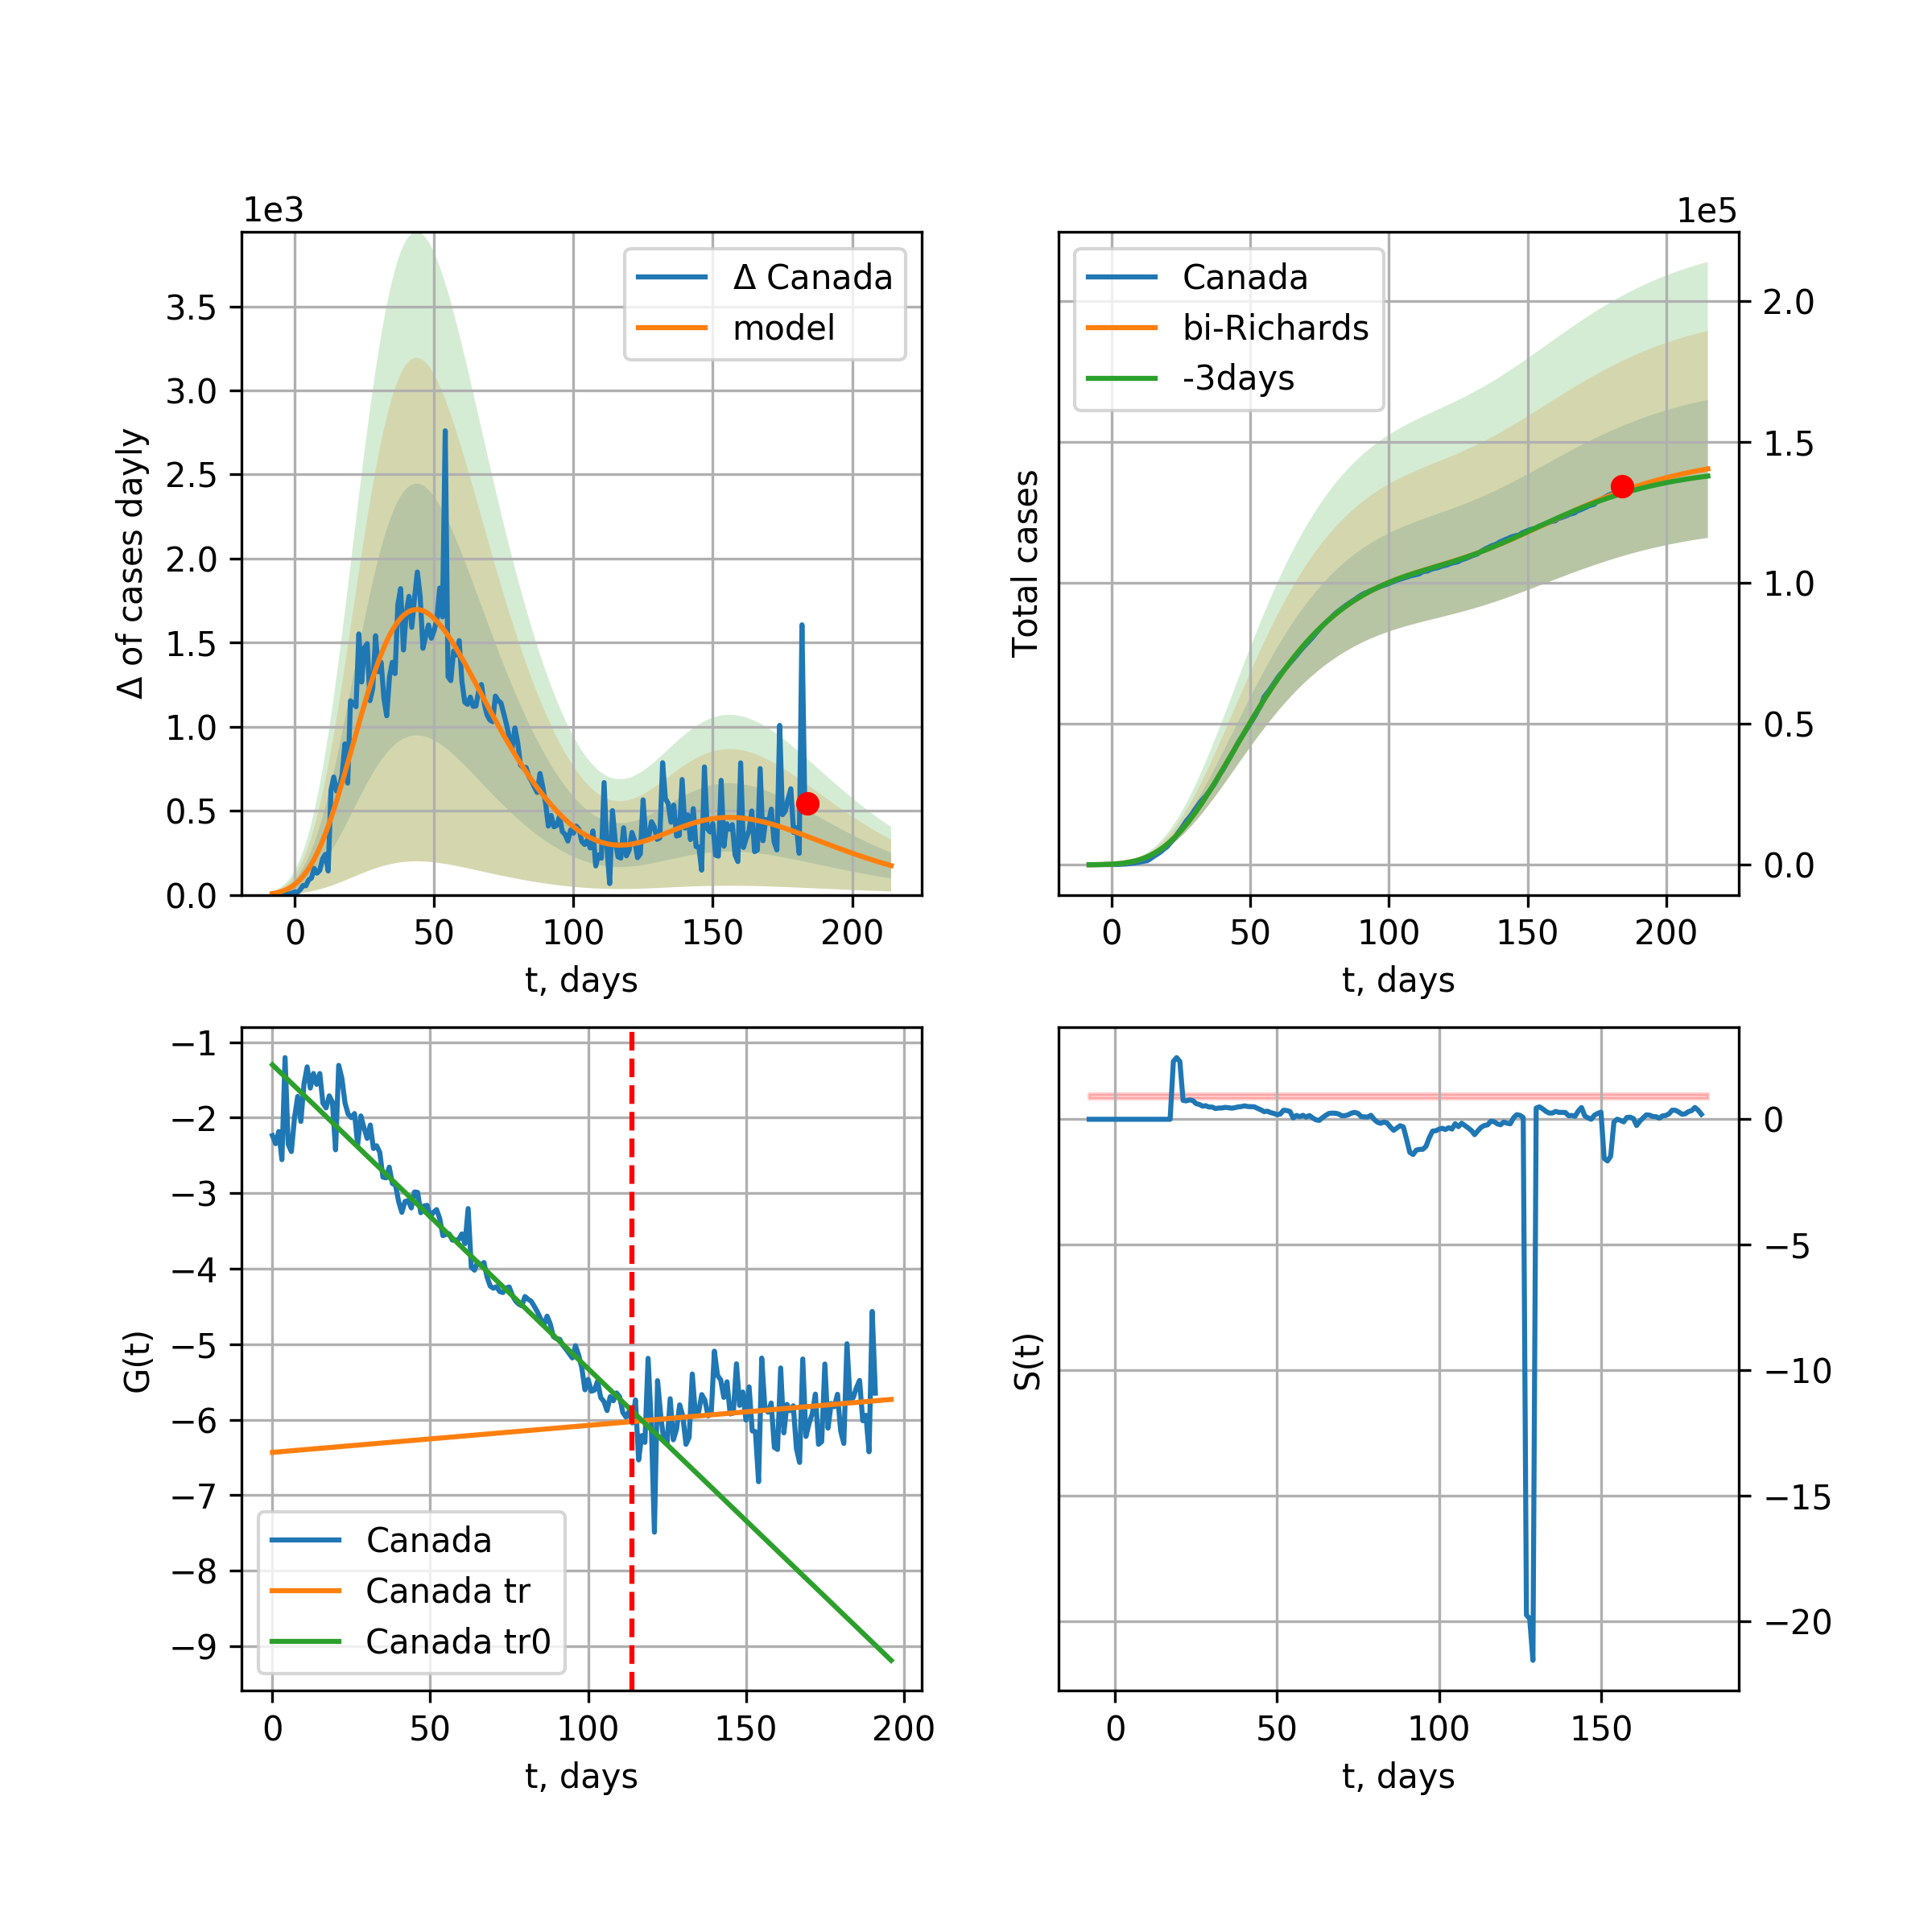 1e3
Δ of cases dayly
3.5
3.0
2.5
2.0
1.5
1.0
0.5
0.0
Δ Canada
model
0 50 100 150 200
t, days
1e5
Total cases
Canada
bi-Richards
-3days
2.0
1.5
1.0
0.5
0.0
0 50 100 150 200
t, days
G(t)
−1
−2
−3
−4
−5
−6
−7
−8
−9
Canada
Canada tr
Canada tr0
0 50 100 150 200
t, days
S(t)
0
−5
−10
−15
−20
0 50 100 150
t, days